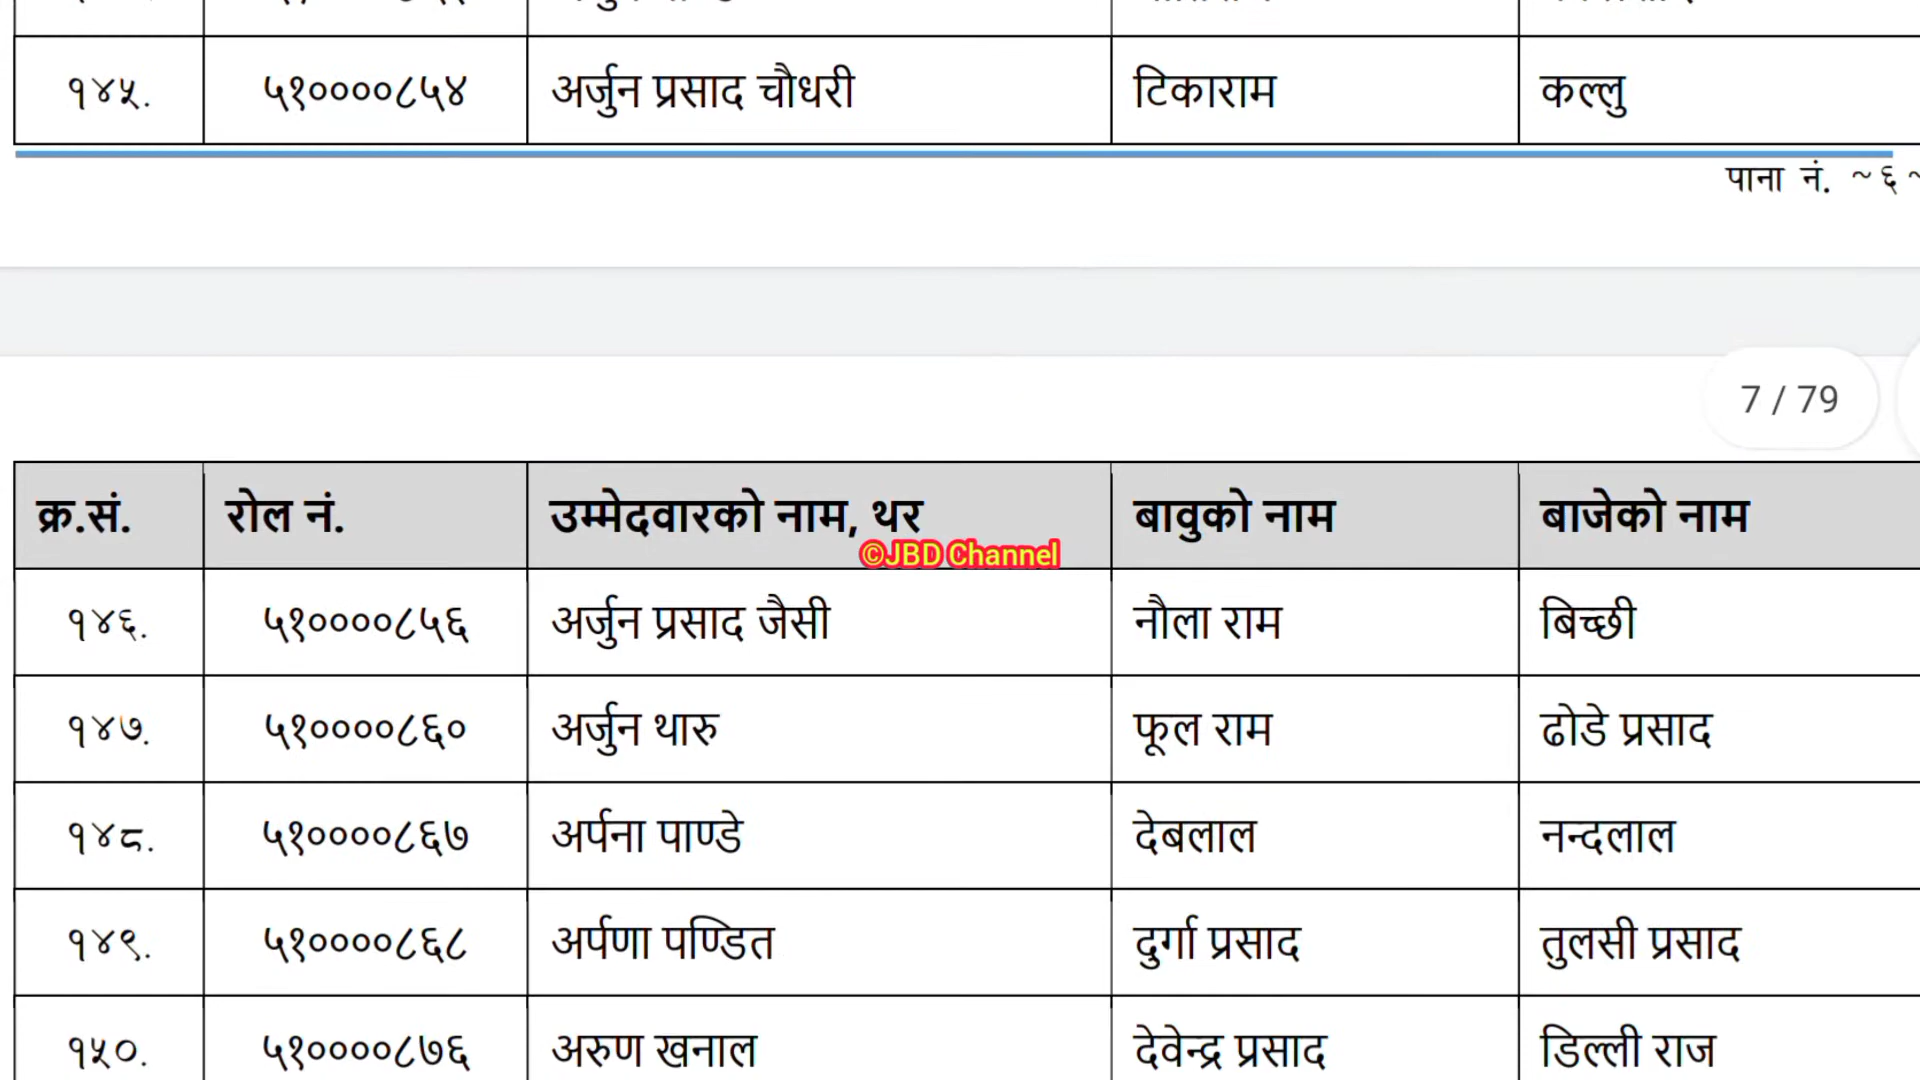 १४५. ५१००००८५४ अर्जुन प्रसाद चौधरी टिकाराम कल्लु
पाना नं. ~ ६ ~
7 / 79
क्र.सं. रोल नं. उम्मेदवारको नाम, थर बावुको नाम बाजेको नाम
©JBD Channel
१४६. ५१००००८५६ अर्जुन प्रसाद जैसी नौला राम बिच्छी
१४७. ५१००००८६० अर्जुन थारु फूल राम ढोडे प्रसाद
१४८. ५१००००८६७ अर्पना पाण्डे देबलाल नन्दलाल
१४९. ५१००००८६८ अर्पणा पण्डित दुर्गा प्रसाद तुलसी प्रसाद
१५०. ५१००००८७६ अरुण खनाल देवेन्द्र प्रसाद डिल्ली राज